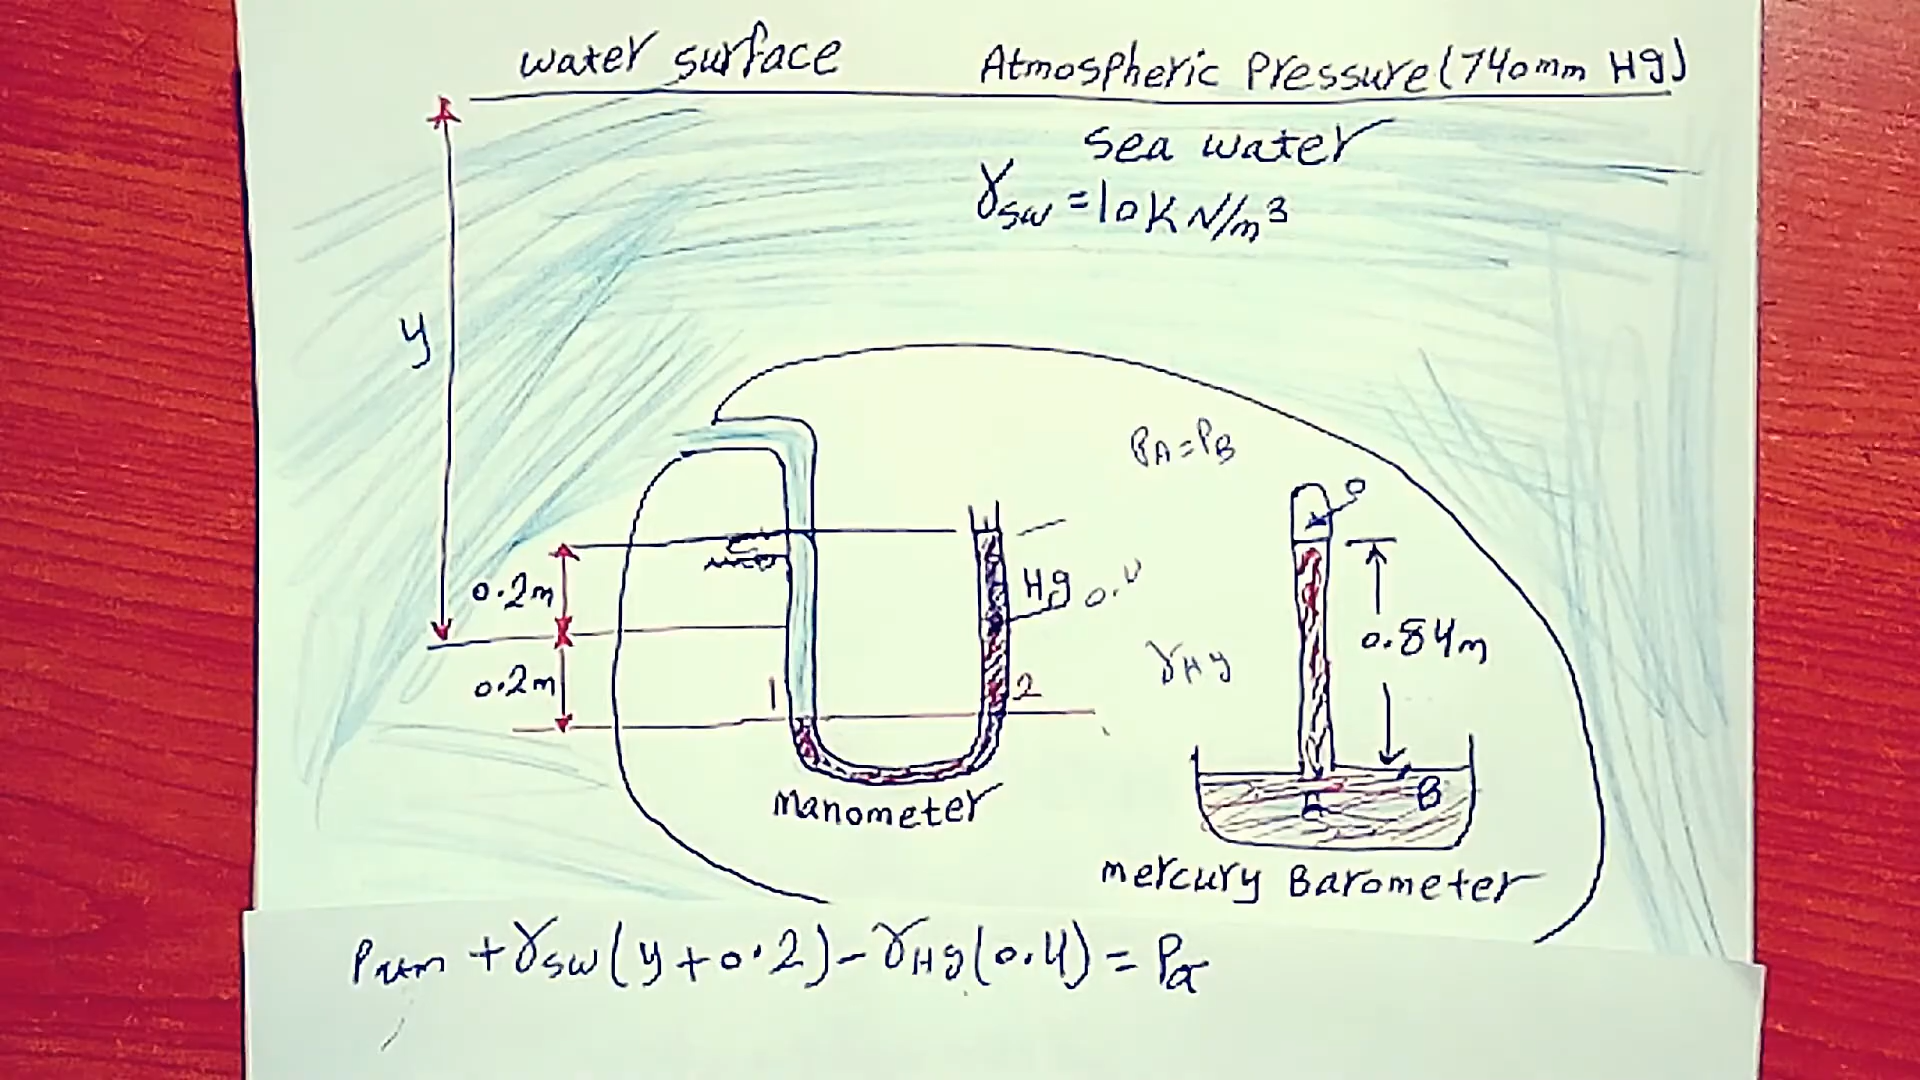 water surface
Atmospheric Pressure (740mm Hg)
sea water
γsw = 10 kN/m³
y
PA = PB
0.2m
Hg
0.84m
γHg
0.2m
1
2
A
B
Manometer
mercury Barometer
Patm + γsw (y + 0.2) - γHg (0.4) = Pa